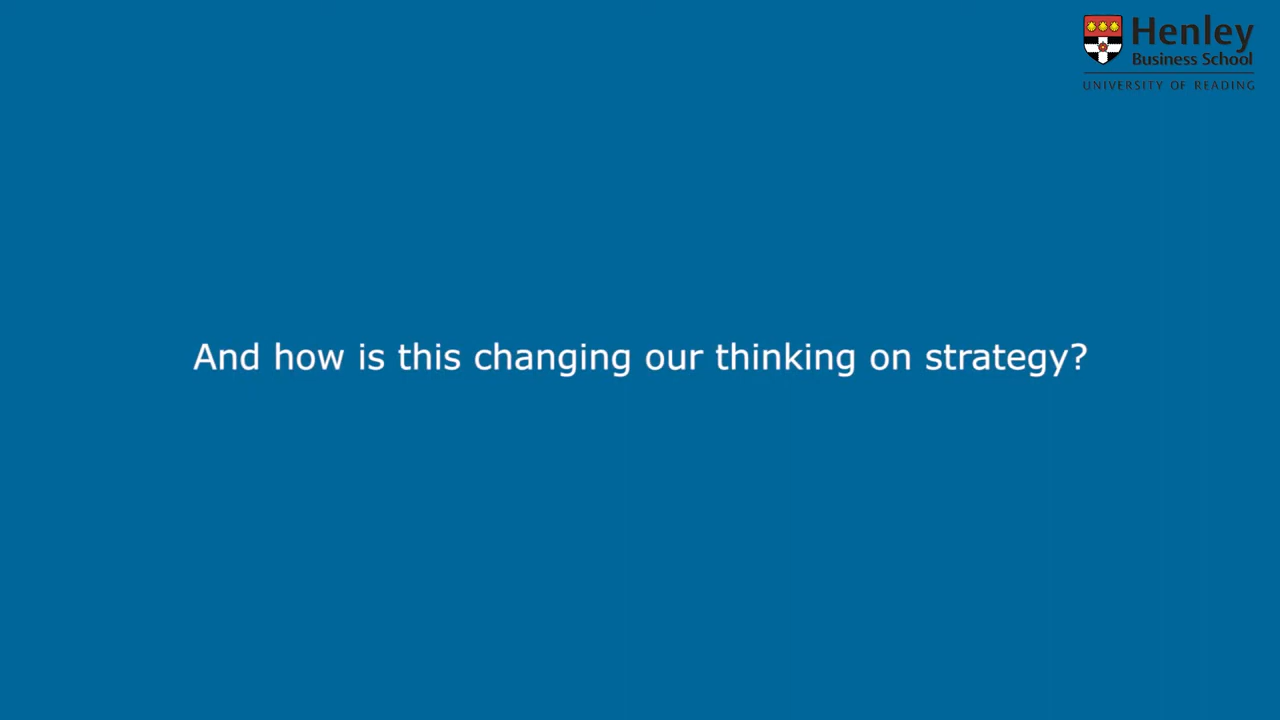 Henley
Business School
UNIVERSITY OF READING
And how is this changing our thinking on strategy?